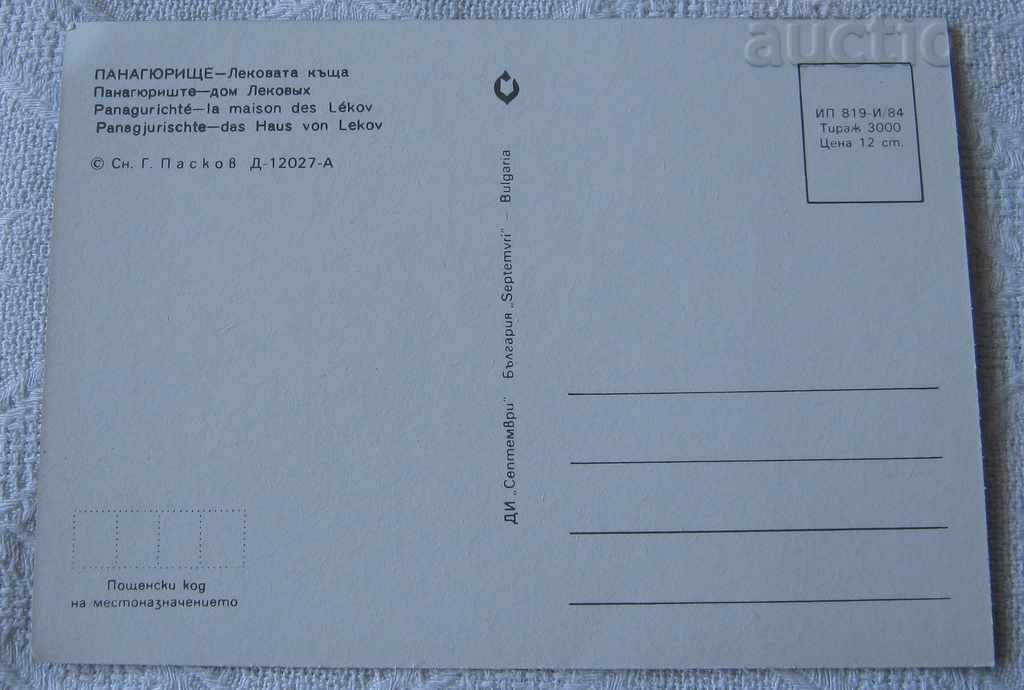 ПАНАГЮРИЩЕ—Лековата къща
Панагюриште—дом Лековых
Panagurichté—la maison des Lékov
Panagjurischte—das Haus von Lekov
© Сн. Г. Пасков Д-12027-А
ДИ „Септември" България „Septemvri" — Bulgaria
ИП 819-И/84
Тираж 3000
Цена 12 ст.
Пощенски код
на местоназначението